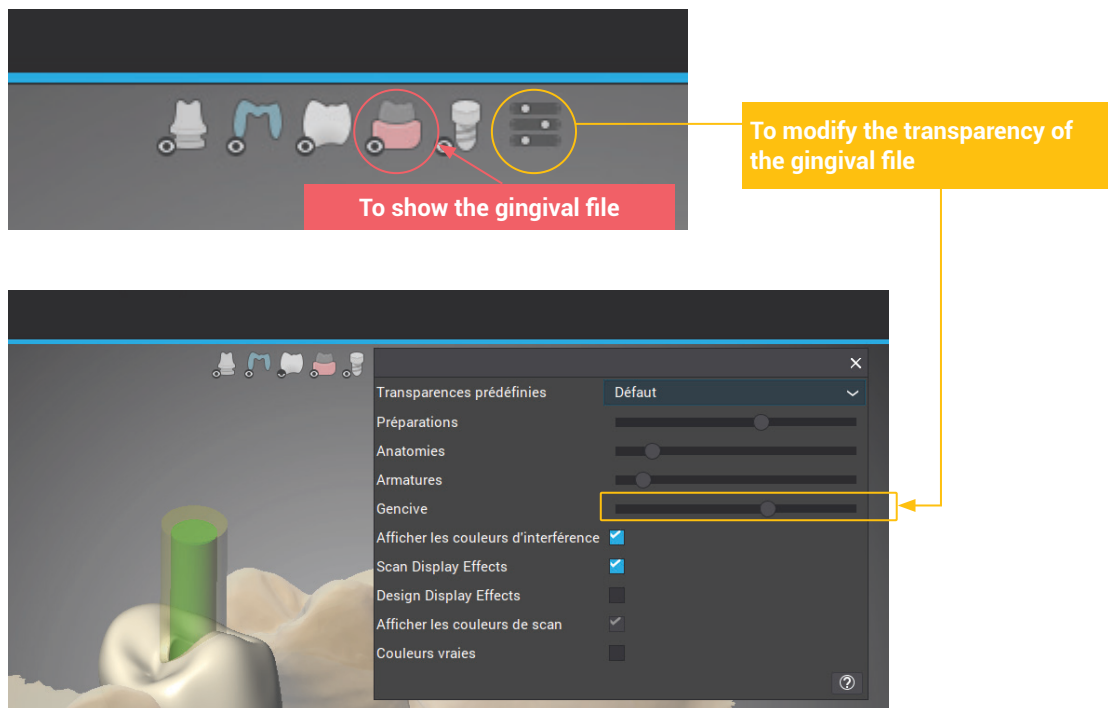 To modify the transparency of
the gingival file
To show the gingival file
Transparences prédéfinies Défaut
Préparations
Anatomies
Armatures
Gencive
Afficher les couleurs d'interférence
Scan Display Effects
Design Display Effects
Afficher les couleurs de scan
Couleurs vraies